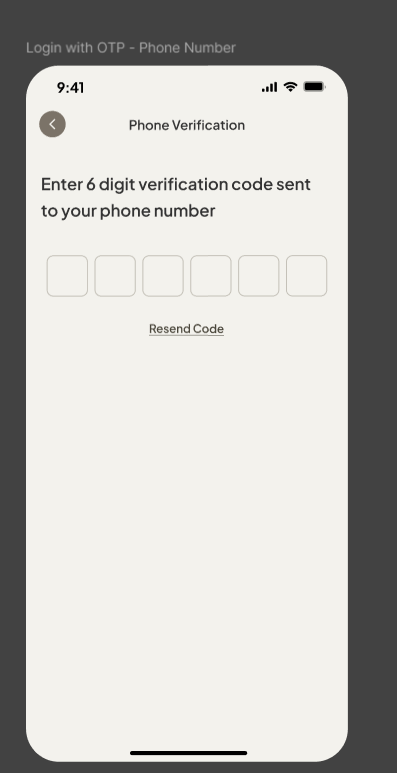 Login with OTP - Phone Number
9:41
Phone Verification
Enter 6 digit verification code sent
to your phone number
Resend Code